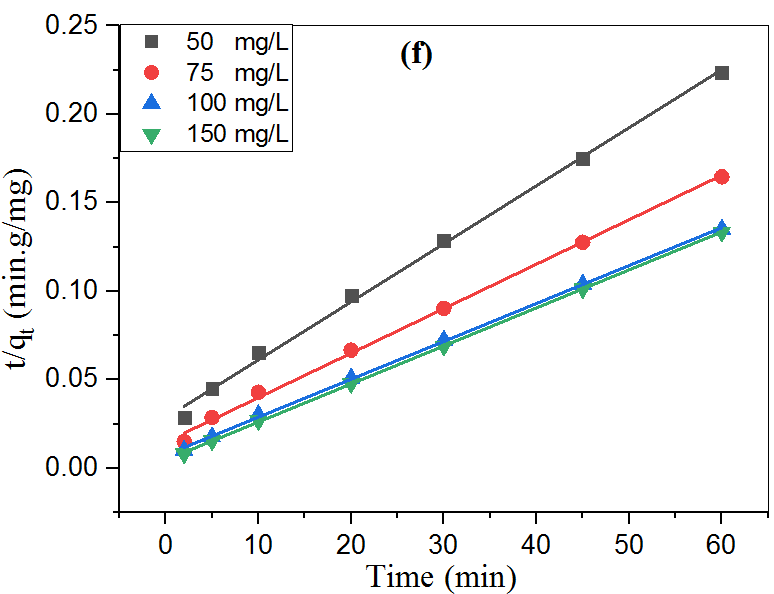 (f)
50 mg/L
75 mg/L
100 mg/L
150 mg/L
0.25
0.20
0.15
0.10
0.05
0.00
t/qt (min.g/mg)
0 10 20 30 40 50 60
Time (min)